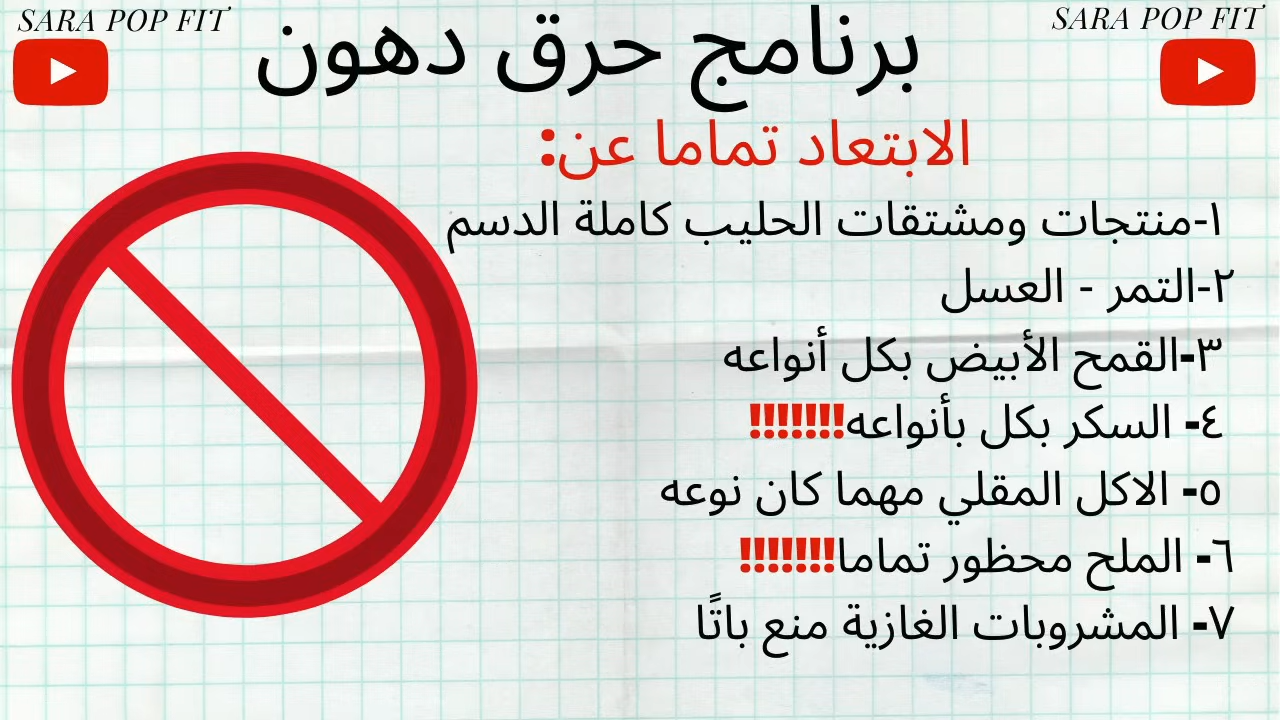 SARA POP FIT
SARA POP FIT
برنامج حرق دهون
الابتعاد تماما عن:
١-منتجات ومشتقات الحليب كاملة الدسم
٢-التمر - العسل
٣-القمح الأبيض بكل أنواعه
٤- السكر بكل بأنواعه!!!!!!!
٥- الاكل المقلي مهما كان نوعه
٦- الملح محظور تماما!!!!!!!
٧- المشروبات الغازية منع باتًا